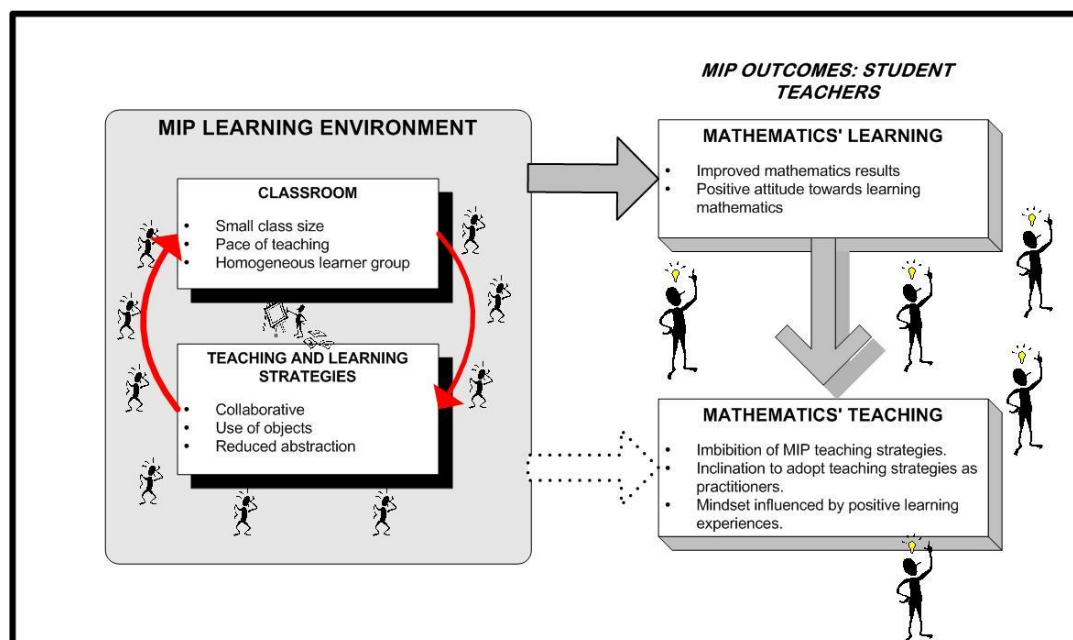 MIP LEARNING ENVIRONMENT
CLASSROOM
• Small class size
• Pace of teaching
• Homogeneous learner group
TEACHING AND LEARNING
STRATEGIES
• Collaborative
• Use of objects
• Reduced abstraction
MIP OUTCOMES: STUDENT
TEACHERS
MATHEMATICS' LEARNING
• Improved mathematics results
• Positive attitude towards learning
mathematics
MATHEMATICS' TEACHING
• Imbibition of MIP teaching strategies.
• Inclination to adopt teaching strategies as
practitioners.
• Mindset influenced by positive learning
experiences.